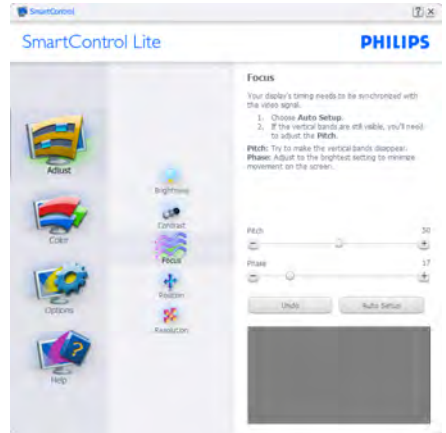 SmartControl
SmartControl Lite
PHILIPS
Adjust
Color
Options
Help
Brightness
Contrast
Focus
Position
Resolution
Focus
Your display's timing needs to be synchronized with
the video signal.
1. Choose Auto Setup.
2. If the vertical bands are still visible, you'll need
to adjust the Pitch.
Pitch: Try to make the vertical bands disappear.
Phase: Adjust to the brightest setting to minimize
movement on the screen.
Pitch 50
Phase 17
Undo Auto Setup